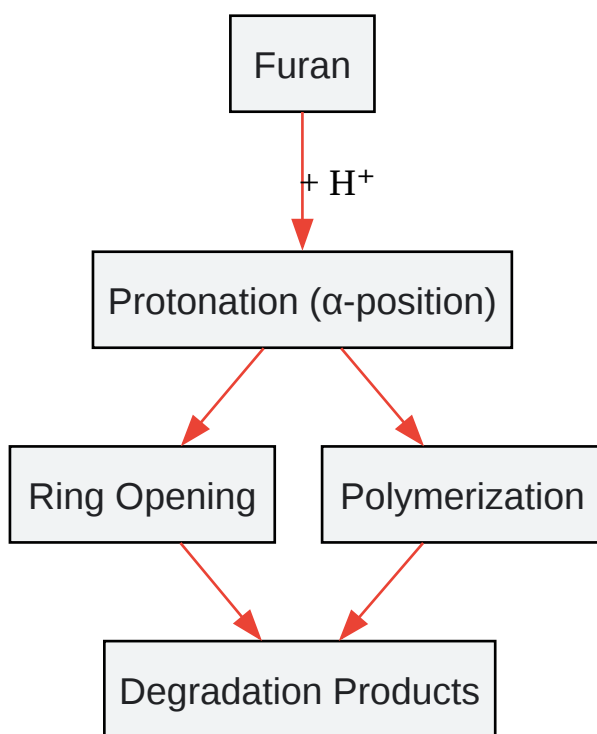 Furan
+ H⁺
Protonation (α-position)
Ring Opening
Polymerization
Degradation Products